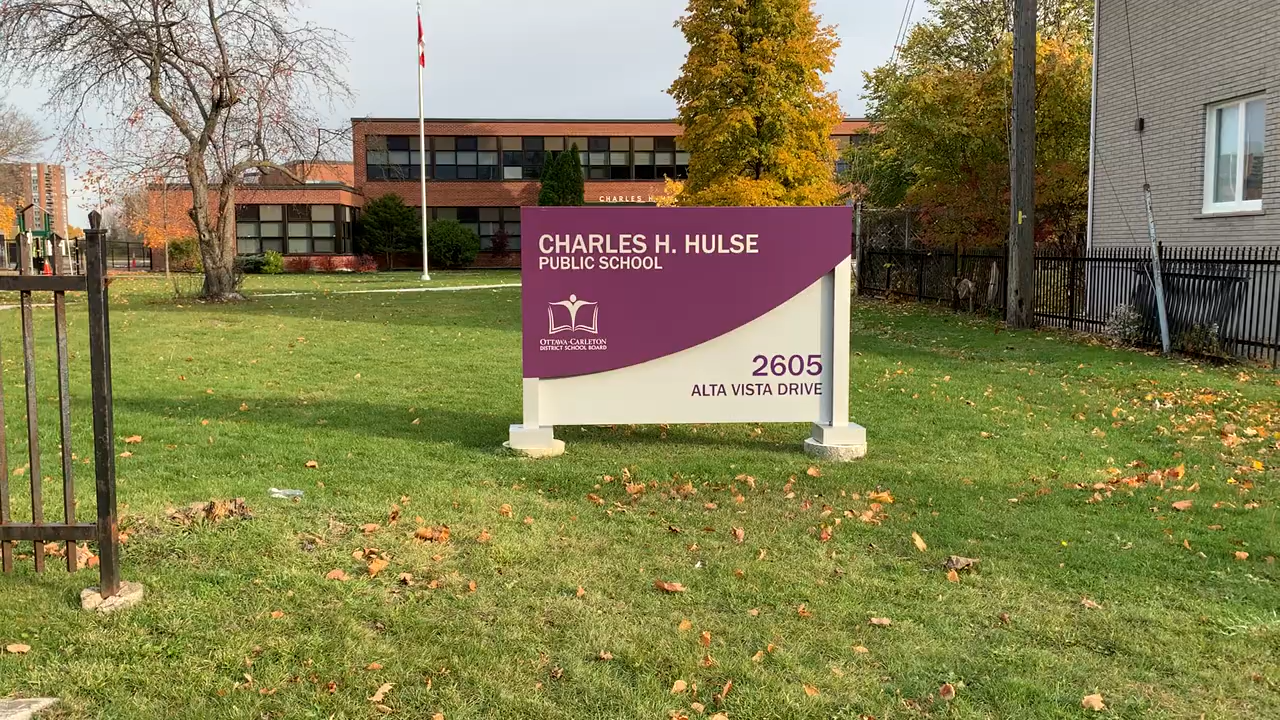 CHARLES H. HULSE
PUBLIC SCHOOL
OTTAWA-CARLETON
DISTRICT SCHOOL BOARD
2605
ALTA VISTA DRIVE
CHARLES H